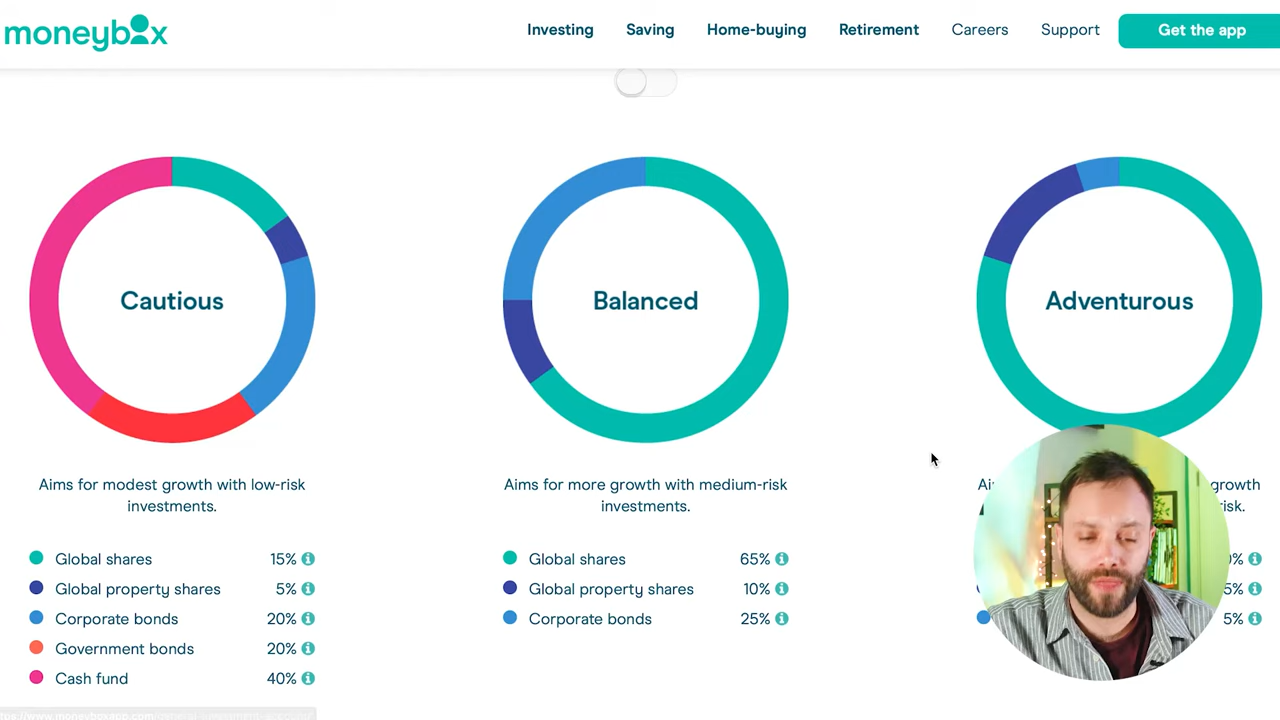 moneybox
Investing Saving Home-buying Retirement Careers Support Get the app
Cautious
Aims for modest growth with low-risk
investments.
Global shares 15%
Global property shares 5%
Corporate bonds 20%
Government bonds 20%
Cash fund 40%
Balanced
Aims for more growth with medium-risk
investments.
Global shares 65%
Global property shares 10%
Corporate bonds 25%
Adventurous
growth
5%